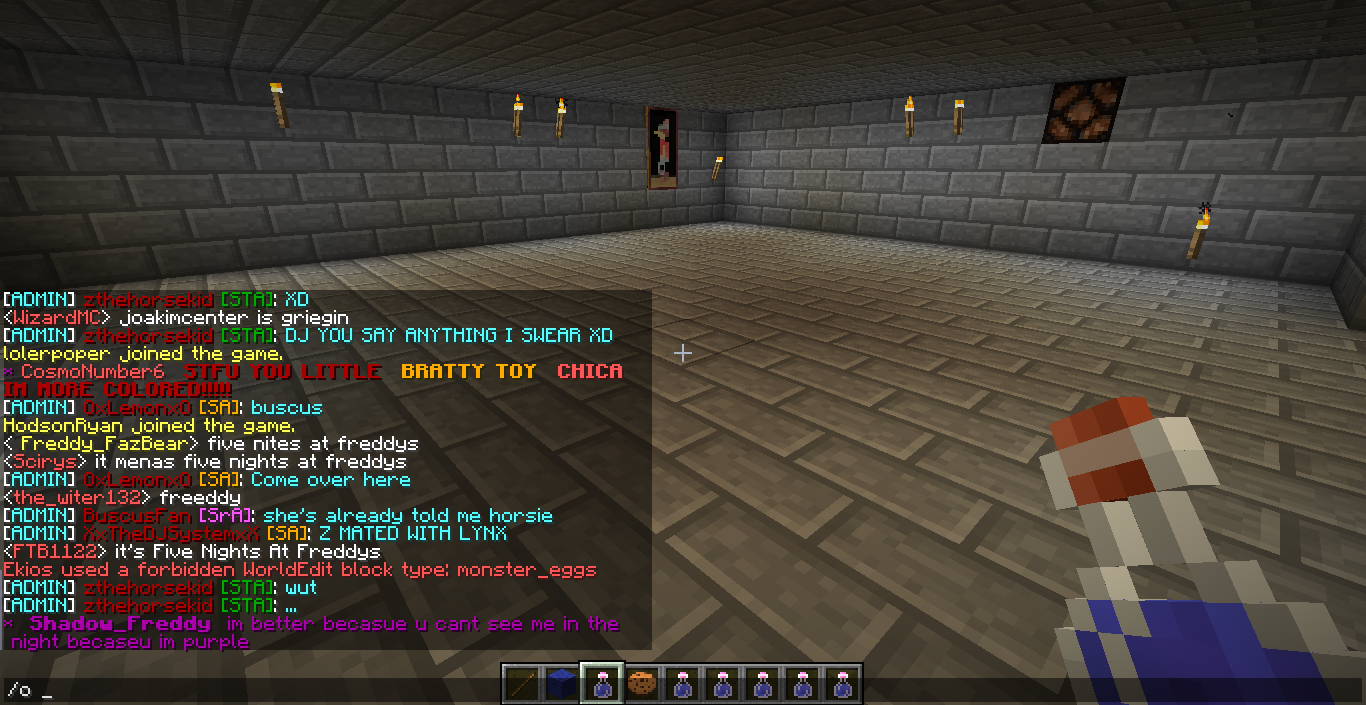 [ADMIN] zthehorsekid [STA]: XD
<WizardMC> joakimcenter is griegin
[ADMIN] zthehorsekid [STA]: DJ YOU SAY ANYTHING I SWEAR XD
lolerpoper joined the game.
* CosmoNumber6 STFU YOU LITTLE BRATTY TOY CHICA
IM MORE COLORED!!!!!
[ADMIN] 0xLemonx0 [SA]: buscus
HodsonRyan joined the game.
< Freddy_FazBear> five nites at freddys
<Scirys> it menas five nights at freddys
[ADMIN] 0xLemonx0 [SA]: Come over here
<the_witer132> freeddy
[ADMIN] BuscusFan [SrA]: she's already told me horsie
[ADMIN] XxTheDJSystemxX [SA]: Z MATED WITH LYNX
<FTB1122> it's Five Nights At Freddys
Ekios used a forbidden WorldEdit block type: monster_eggs
[ADMIN] zthehorsekid [STA]: wut
[ADMIN] zthehorsekid [STA]: ...
* Shadow_Freddy im better becasue u cant see me in the
night becaseu im purple
/o _